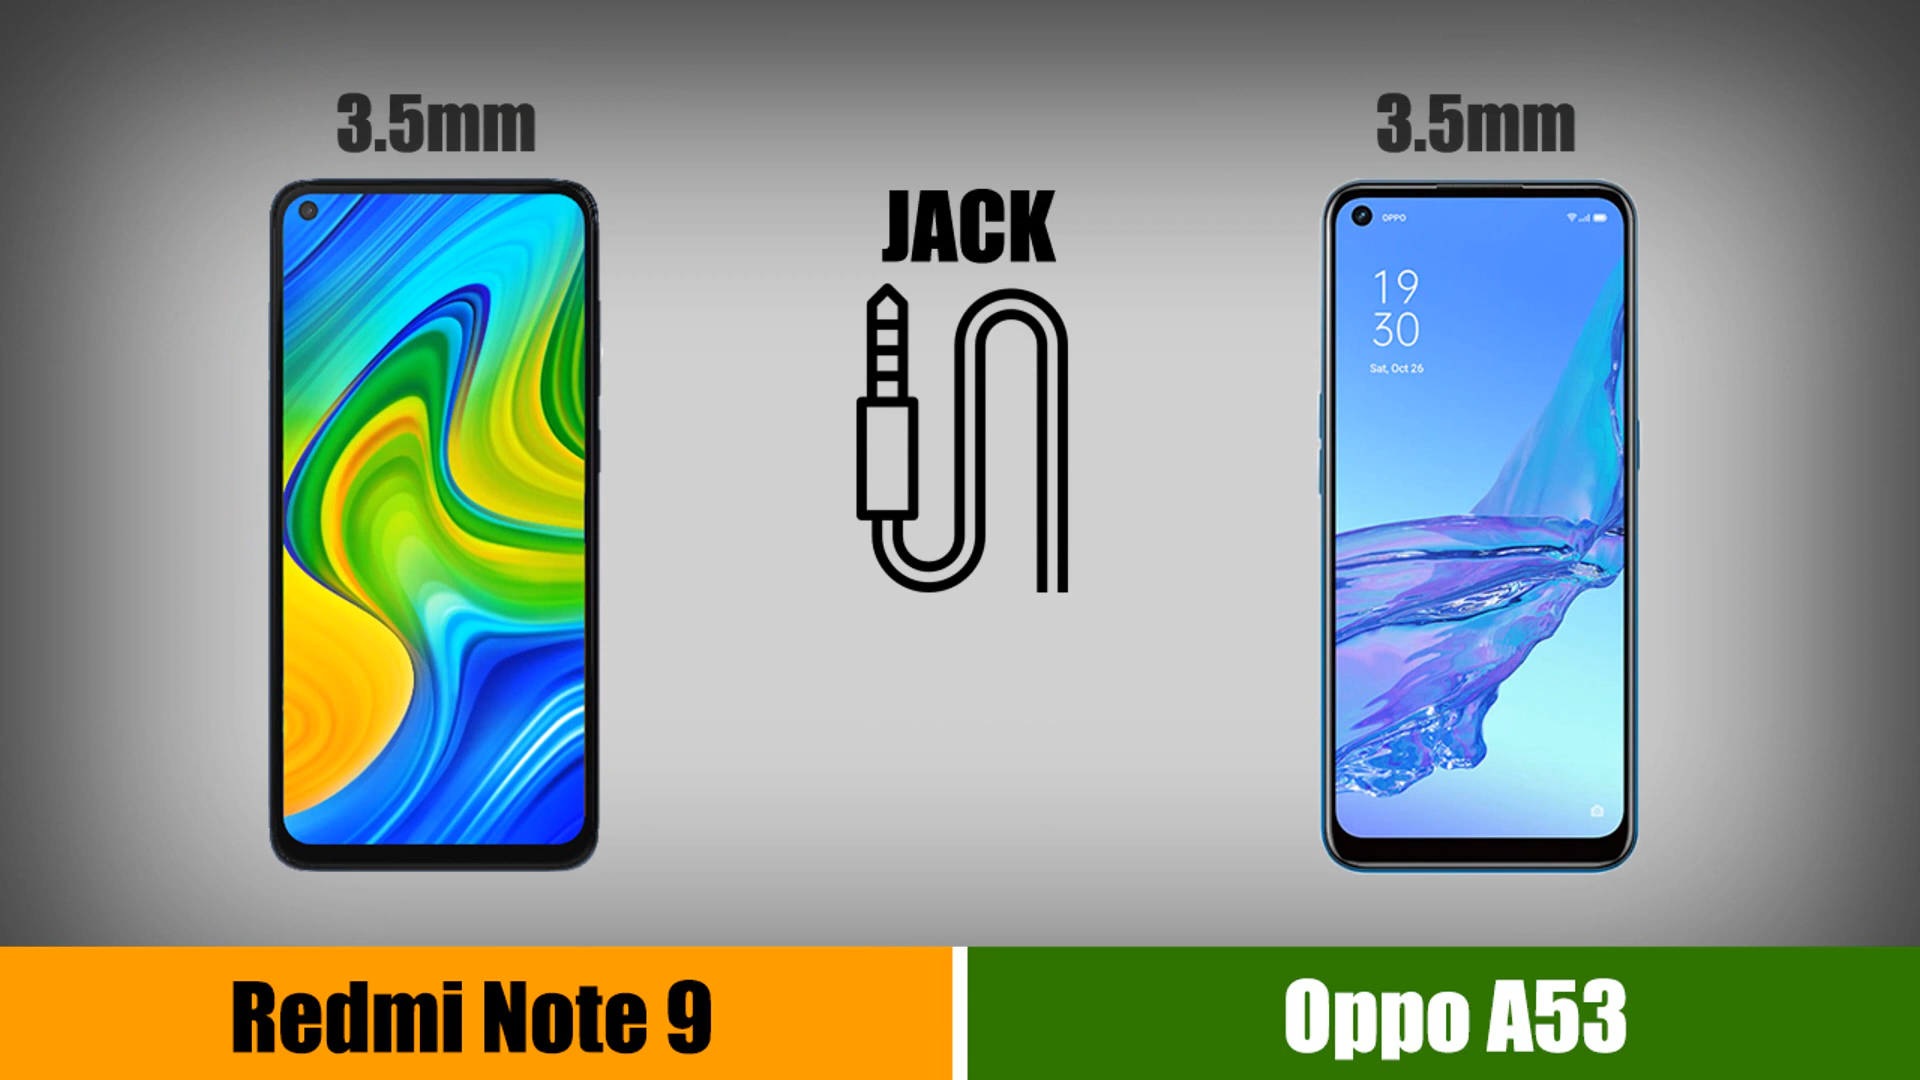 3.5mm
3.5mm
JACK
OPPO
19
30
Sat, Oct 26
Redmi Note 9
Oppo A53